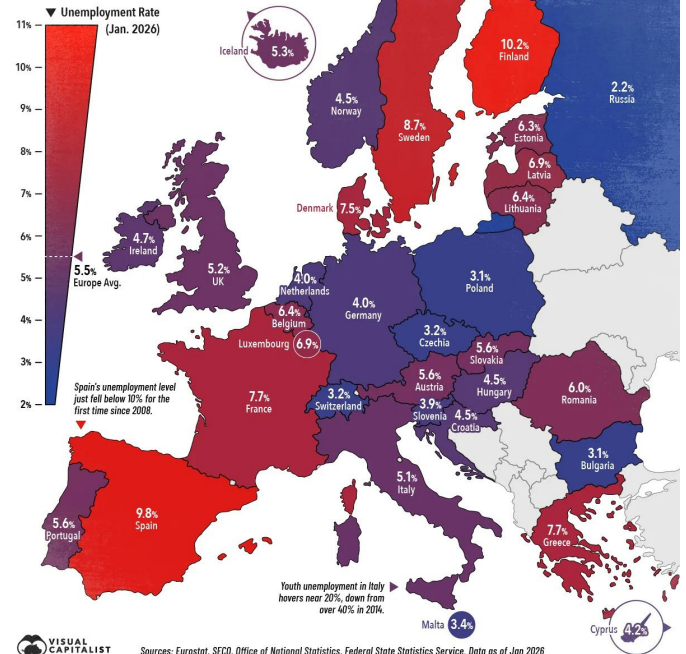 ▼ Unemployment Rate
(Jan. 2026)
11%
10%
9%
8%
7%
6%
5.5%
Europe Avg.
5%
4%
3%
2%
Iceland
5.3%
10.2%
Finland
2.2%
Russia
4.5%
Norway
8.7%
Sweden
6.3%
Estonia
6.9%
Latvia
6.4%
Lithuania
Denmark
7.5%
4.7%
Ireland
5.2%
UK
4.0%
Netherlands
4.0%
Germany
3.1%
Poland
6.4%
Belgium
Luxembourg
6.9%
3.2%
Czechia
5.6%
Slovakia
7.7%
France
3.2%
Switzerland
5.6%
Austria
4.5%
Hungary
6.0%
Romania
3.9%
Slovenia
4.5%
Croatia
3.1%
Bulgaria
Spain's unemployment level
just fell below 10% for the
first time since 2008.
5.1%
Italy
9.8%
Spain
5.6%
Portugal
7.7%
Greece
Youth unemployment in Italy
hovers near 20%, down from
over 40% in 2014.
Malta
3.4%
Cyprus
4.2%
VISUAL
CAPITALIST
Sources: Eurostat, SECO, Office of National Statistics, Federal State Statistics Service. Data as of Jan 2026